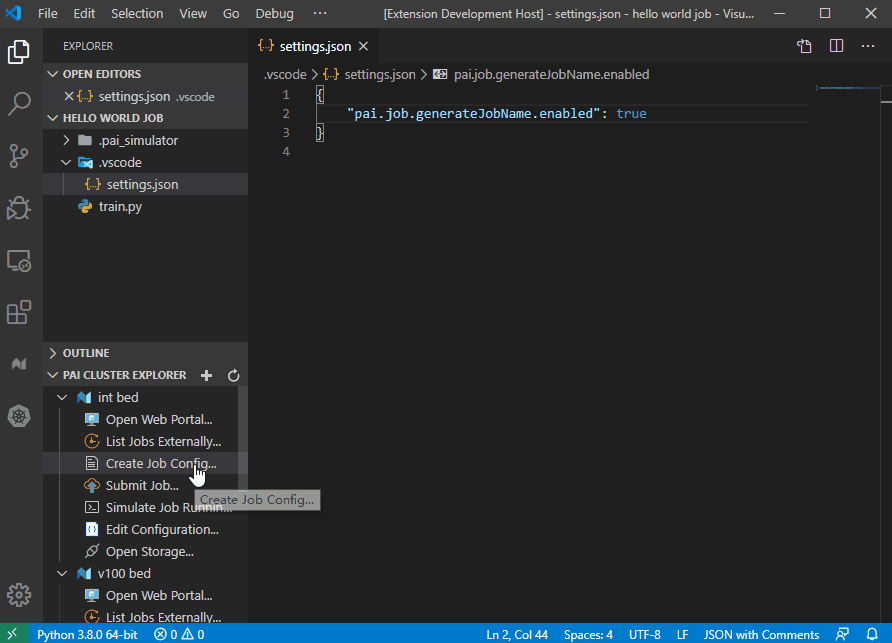 File Edit Selection View Go Debug ··· [Extension Development Host] - settings.json - hello world job - Visu...
EXPLORER
OPEN EDITORS
{..} settings.json .vscode
HELLO WORLD JOB
.pai_simulator
.vscode
{..} settings.json
train.py
OUTLINE
PAI CLUSTER EXPLORER
int bed
Open Web Portal...
List Jobs Externally...
Create Job Config...
Submit Job...
Create Job Config...
Simulate Job Runnin...
Edit Configuration...
Open Storage...
v100 bed
Open Web Portal...
List Jobs Externally...
{..} settings.json
.vscode > {..} settings.json > pai.job.generateJobName.enabled
1 {
2 "pai.job.generateJobName.enabled": true
3 }
4
Python 3.8.0 64-bit 0 0 Ln 2, Col 44 Spaces: 4 UTF-8 LF JSON with Comments